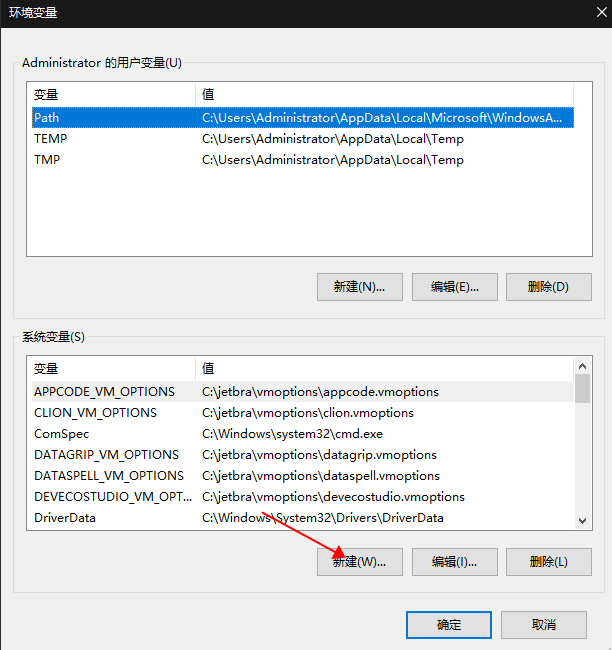 环境变量
Administrator 的用户变量(U)
变量 值
Path C:\Users\Administrator\AppData\Local\Microsoft\WindowsA...
TEMP C:\Users\Administrator\AppData\Local\Temp
TMP C:\Users\Administrator\AppData\Local\Temp
新建(N)... 编辑(E)... 删除(D)
系统变量(S)
变量 值
APPCODE_VM_OPTIONS C:\jetbra\vmoptions\appcode.vmoptions
CLION_VM_OPTIONS C:\jetbra\vmoptions\clion.vmoptions
ComSpec C:\Windows\system32\cmd.exe
DATAGRIP_VM_OPTIONS C:\jetbra\vmoptions\datagrip.vmoptions
DATASPELL_VM_OPTIONS C:\jetbra\vmoptions\dataspell.vmoptions
DEVECOSTUDIO_VM_OPT... C:\jetbra\vmoptions\devecostudio.vmoptions
DriverData C:\Windows\System32\Drivers\DriverData
新建(W)... 编辑(I)... 删除(L)
确定 取消